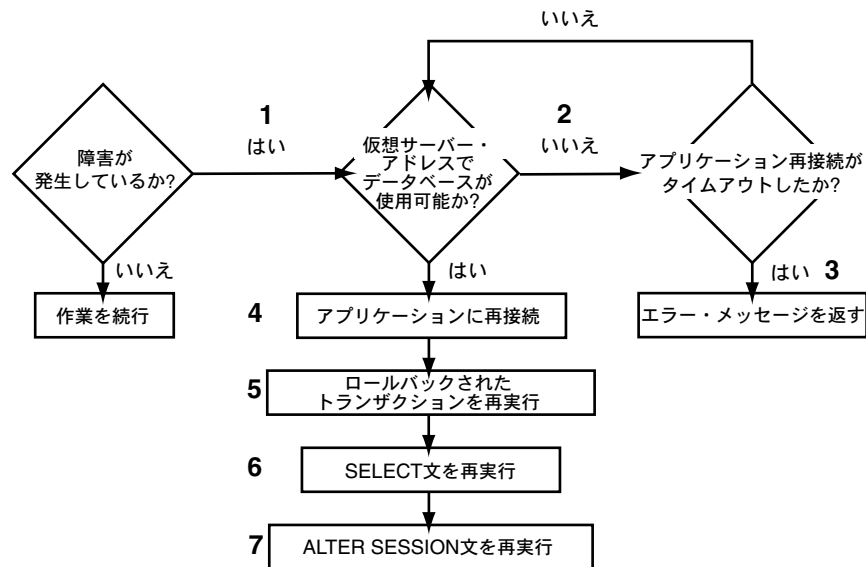 いいえ
1
はい
2
いいえ
障害が
発生しているか?
仮想サーバー・
アドレスで
データベースが
使用可能か?
アプリケーション再接続が
タイムアウトしたか?
いいえ
はい
はい 3
作業を続行
4 アプリケーションに再接続
エラー・メッセージを返す
5 ロールバックされた
トランザクションを再実行
6 SELECT文を再実行
7 ALTER SESSION文を再実行